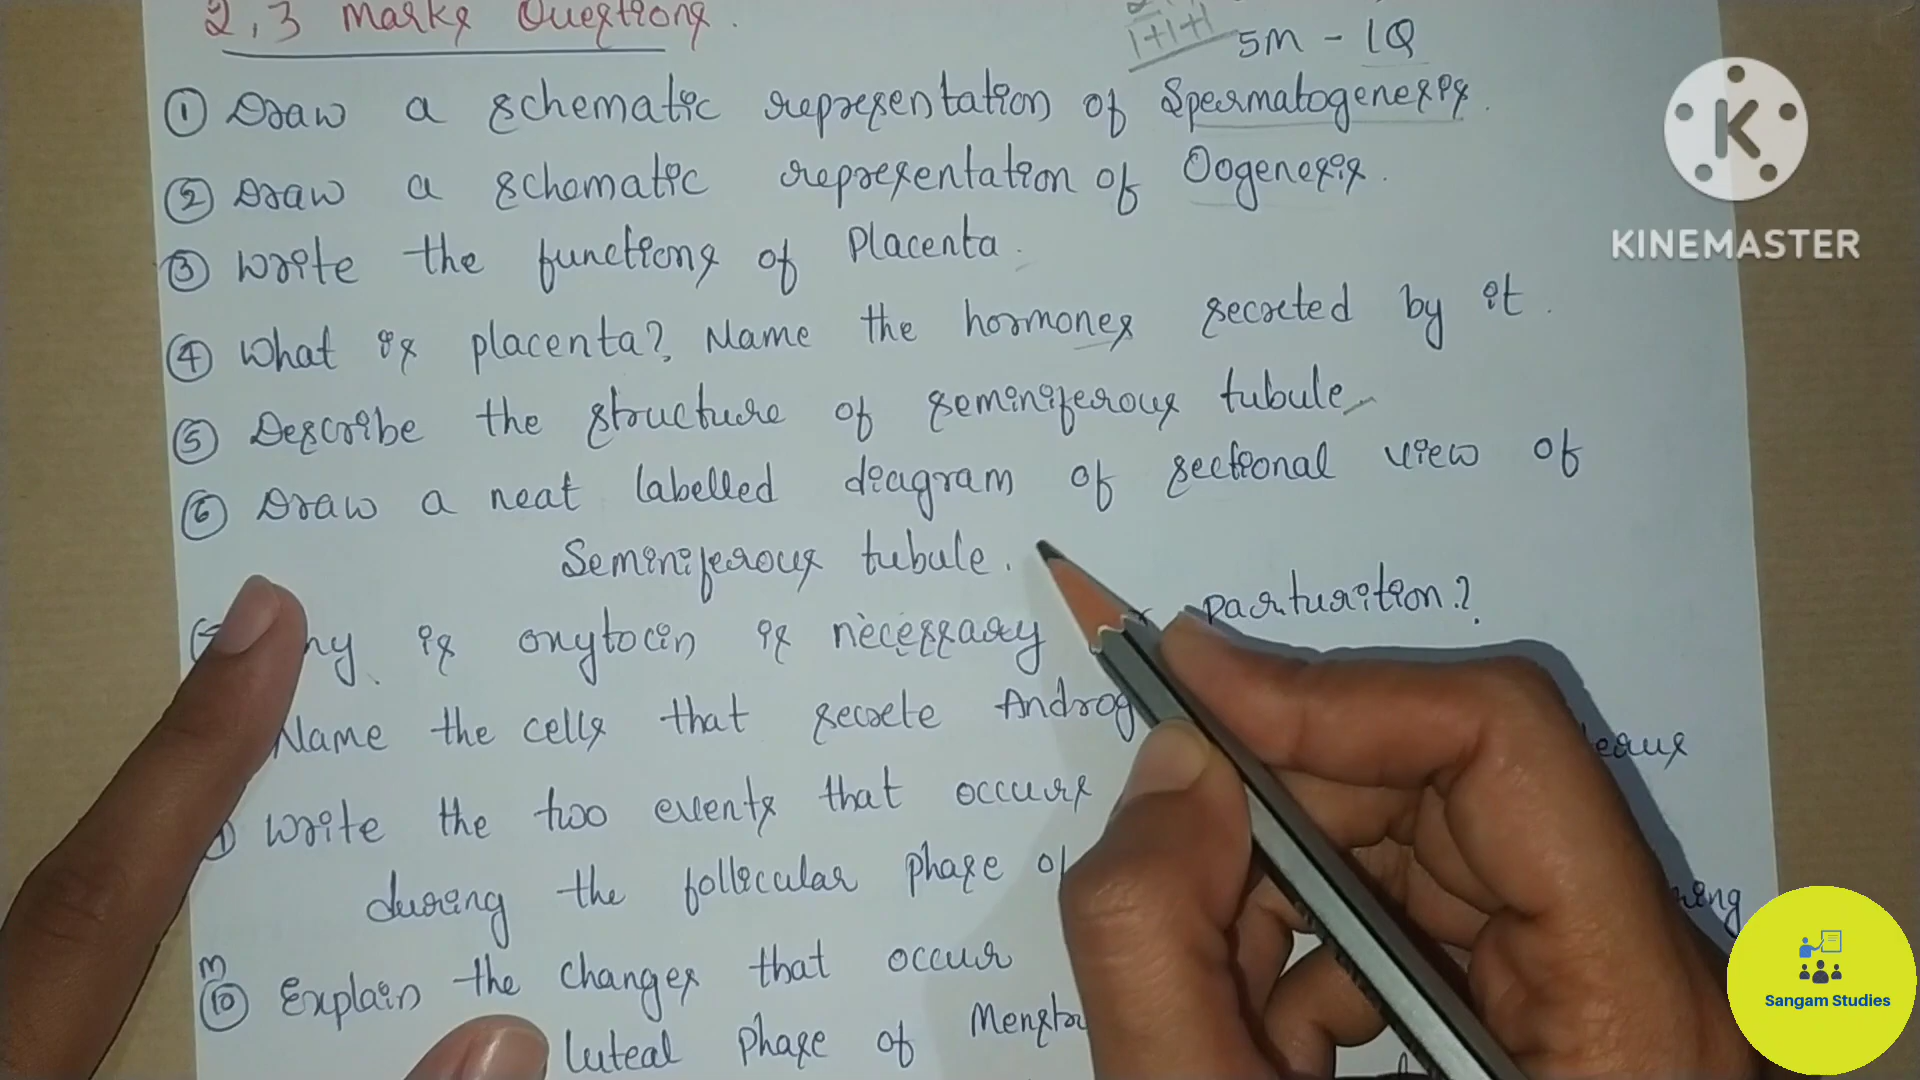 2,3 Marks Questions.
1+1+1
5M - 1Q
① Draw a schematic representation of Spermatogenesis.
② Draw a schematic representation of Oogenesis.
③ Write the functions of Placenta.
④ What is placenta? Name the hormones secreted by it.
⑤ Describe the structure of seminiferous tubule
⑥ Draw a neat labelled diagram of sectional view of
Seminiferous tubule.
is oxytocin is necessary parturition?
Name the cells that secrete
Write the two events that occurs
during the follicular phase of
M
⑩ Explain the changes that occur
luteal phase of
KINEMASTER
Sangam Studies